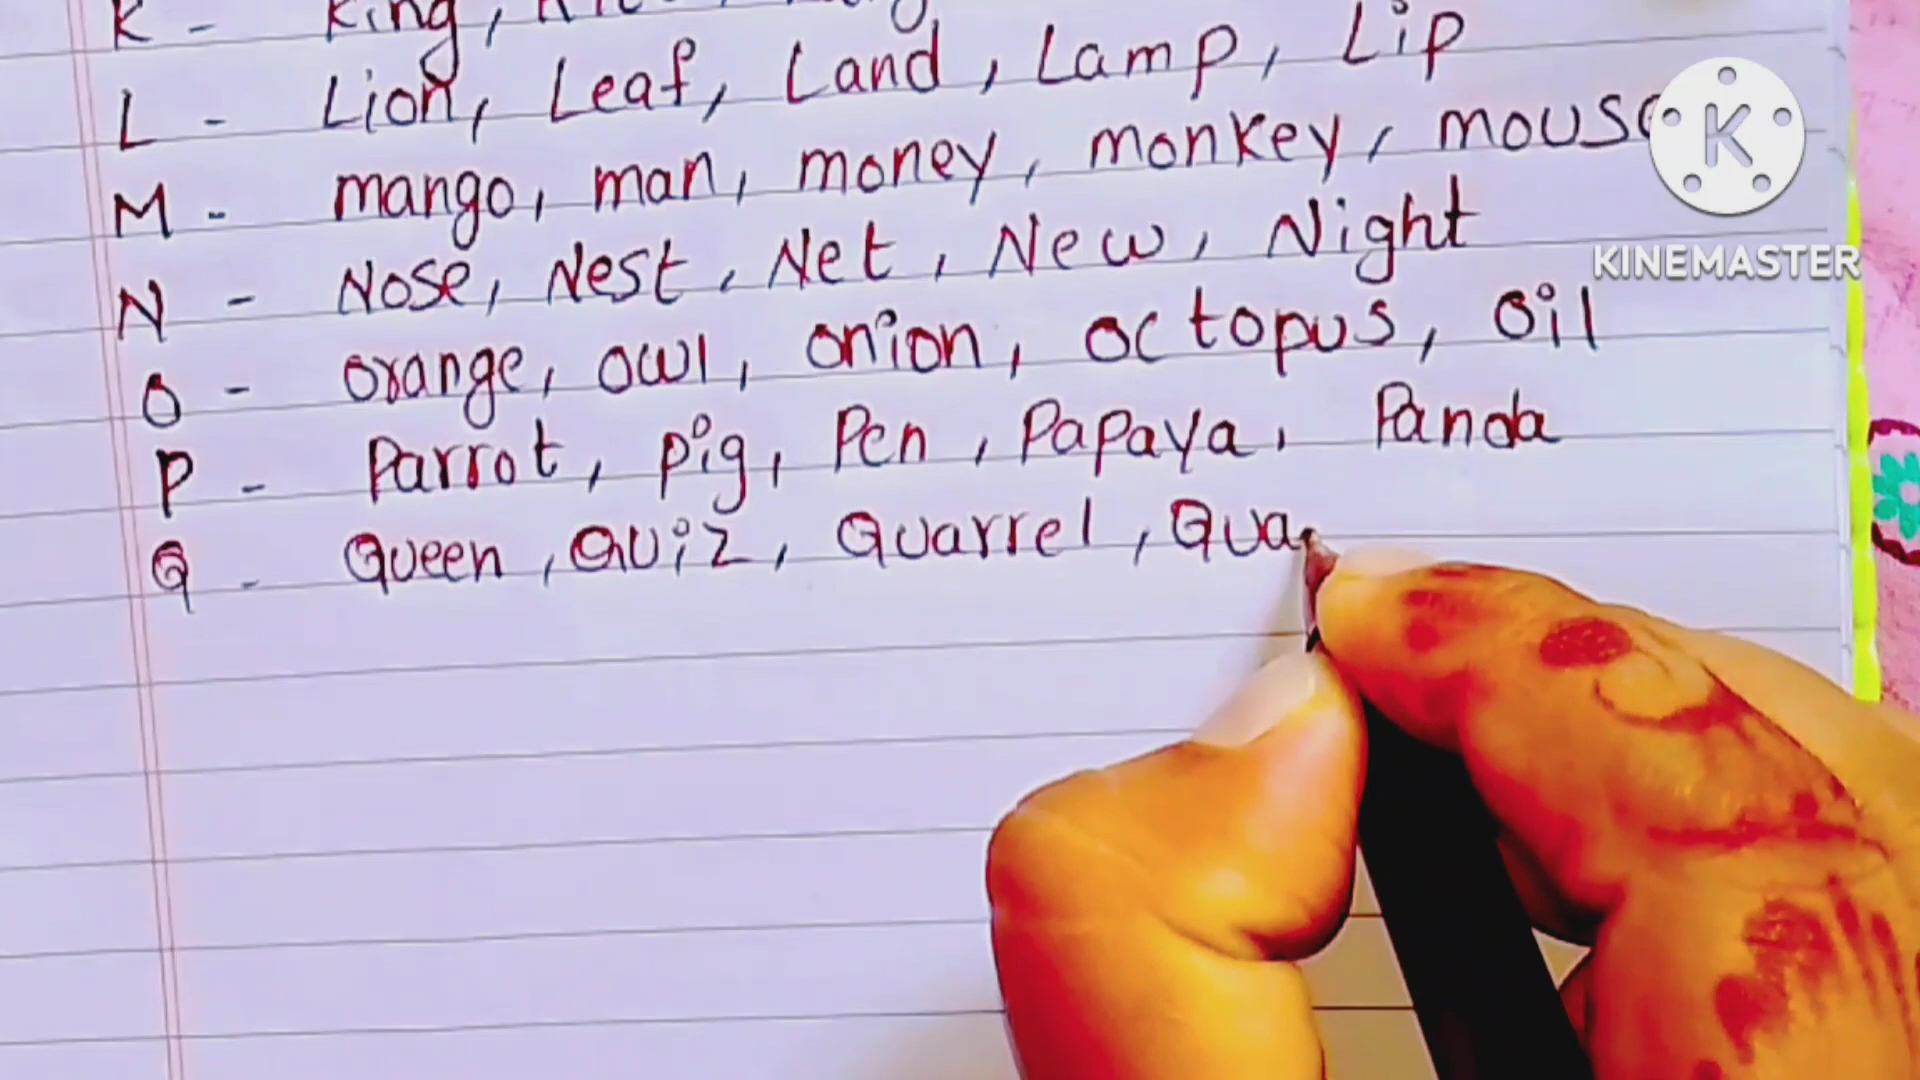 K - King,
L - Lion, Leaf, Land, Lamp, Lip
M - mango, man, money, monkey, mouse
N - Nose, Nest, Net, New, Night
O - orange, owl, onion, octopus, oil
P - Parrot, Pig, Pen, Papaya, Panda
Q - Queen, Quiz, Quarrel, Qua
K
KINEMASTER